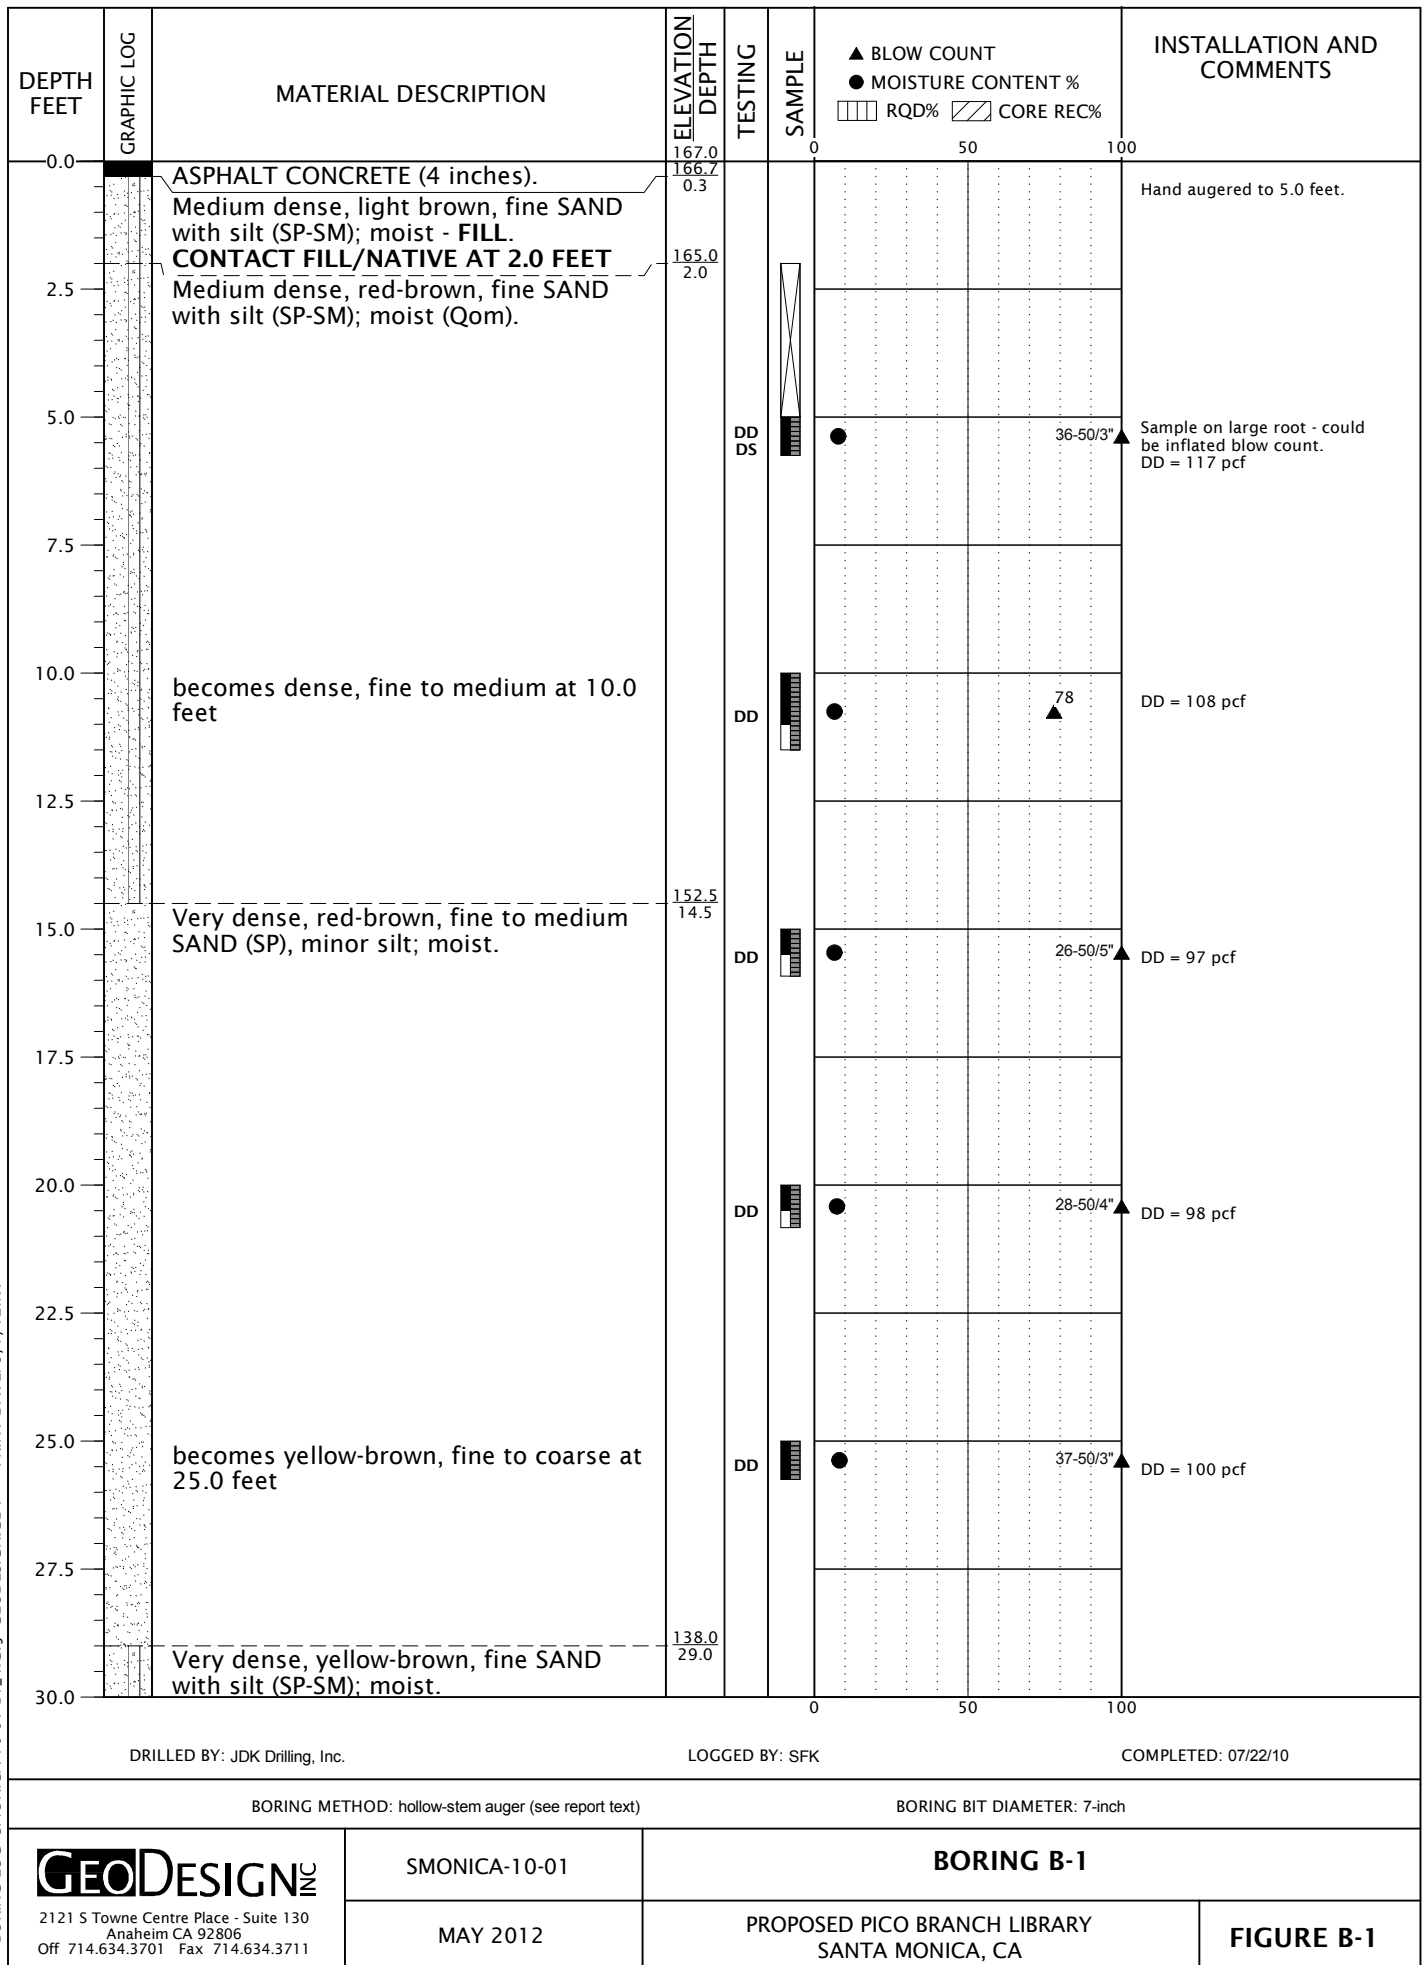 DEPTH
FEET
GRAPHIC LOG
MATERIAL DESCRIPTION
ELEVATION
DEPTH
TESTING
SAMPLE
▲ BLOW COUNT
● MOISTURE CONTENT %
RQD% CORE REC%
INSTALLATION AND
COMMENTS
0 50 100
0.0
167.0
ASPHALT CONCRETE (4 inches).
166.7
0.3
Hand augered to 5.0 feet.
Medium dense, light brown, fine SAND
with silt (SP-SM); moist - FILL.
CONTACT FILL/NATIVE AT 2.0 FEET
165.0
2.0
2.5
Medium dense, red-brown, fine SAND
with silt (SP-SM); moist (Qom).
5.0
DD
DS
36-50/3"
Sample on large root - could
be inflated blow count.
DD = 117 pcf
7.5
10.0
becomes dense, fine to medium at 10.0
feet
DD
78
DD = 108 pcf
12.5
152.5
14.5
15.0
Very dense, red-brown, fine to medium
SAND (SP), minor silt; moist.
DD
26-50/5"
DD = 97 pcf
17.5
20.0
DD
28-50/4"
DD = 98 pcf
22.5
25.0
becomes yellow-brown, fine to coarse at
25.0 feet
DD
37-50/3"
DD = 100 pcf
27.5
138.0
29.0
Very dense, yellow-brown, fine SAND
with silt (SP-SM); moist.
30.0
0 50 100
DRILLED BY: JDK Drilling, Inc.
LOGGED BY: SFK
COMPLETED: 07/22/10
BORING METHOD: hollow-stem auger (see report text)
BORING BIT DIAMETER: 7-inch
GEODESIGN INC
2121 S Towne Centre Place - Suite 130
Anaheim CA 92806
Off 714.634.3701 Fax 714.634.3711
SMONICA-10-01
MAY 2012
BORING B-1
PROPOSED PICO BRANCH LIBRARY
SANTA MONICA, CA
FIGURE B-1